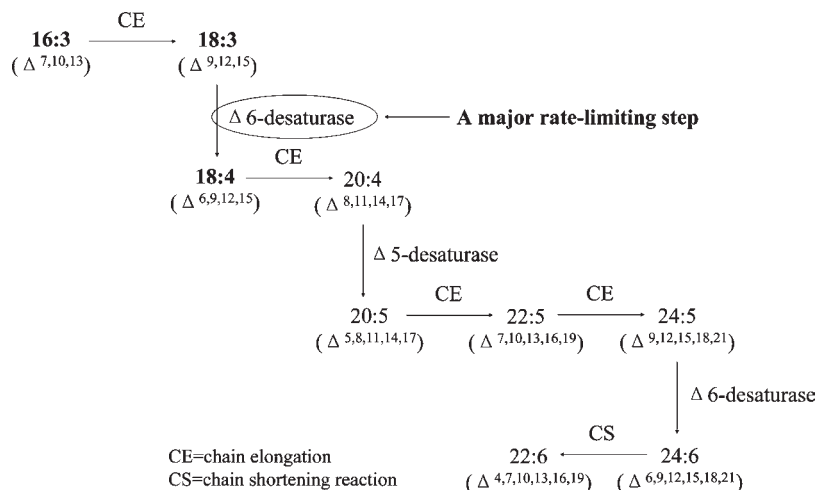 CE
16:3 18:3
(Δ7,10,13) (Δ9,12,15)
Δ 6-desaturase A major rate-limiting step
CE
18:4 20:4
(Δ6,9,12,15) (Δ8,11,14,17)
Δ 5-desaturase
CE CE
20:5 22:5 24:5
(Δ5,8,11,14,17) (Δ7,10,13,16,19) (Δ9,12,15,18,21)
Δ 6-desaturase
CS
CE=chain elongation 22:6 24:6
CS=chain shortening reaction (Δ4,7,10,13,16,19) (Δ6,9,12,15,18,21)